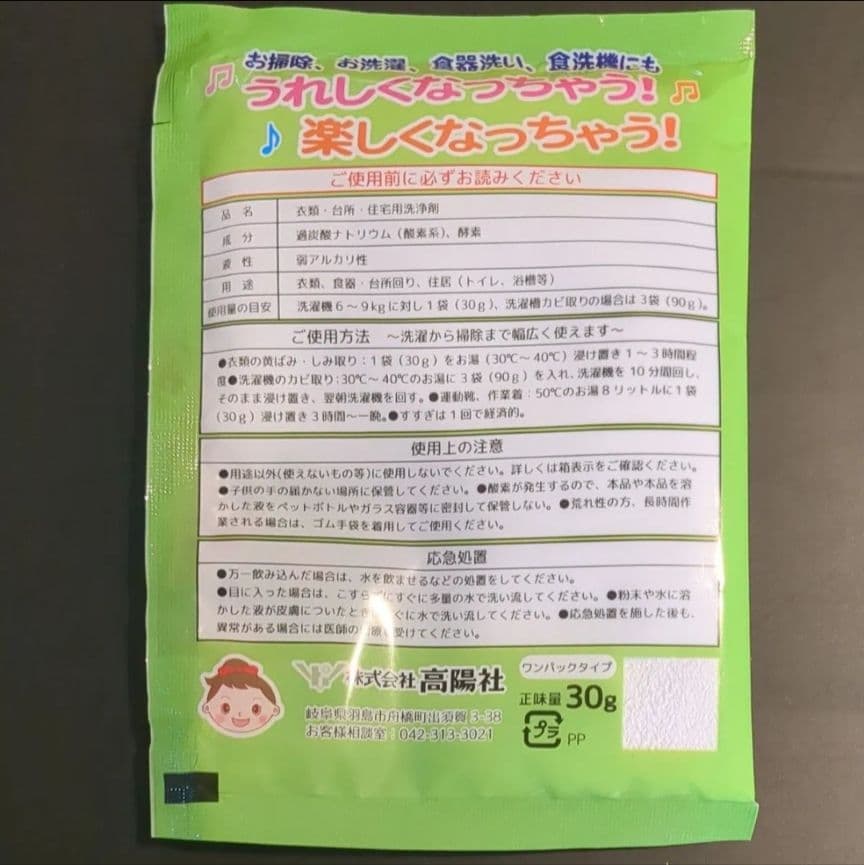 お掃除、お洗濯、食器洗い、食洗機にも
うれしくなっちゃう!
楽しくなっちゃう!
ご使用前に必ずお読みください
品 名 衣類・台所・住宅用洗浄剤
成 分 過炭酸ナトリウム(酸素系)、酵素
液 性 弱アルカリ性
用 途 衣類、食器・台所回り、住居(トイレ、浴槽等)
使用量の目安 洗濯機6〜9kgに対し1袋(30g)、洗濯槽カビ取りの場合は3袋(90g)。
ご使用方法 〜洗濯から掃除まで幅広く使えます〜
●衣類の黄ばみ・しみ取り:1袋(30g)をお湯(30℃〜40℃)浸け置き1〜3時間程
度●洗濯機のカビ取り:30℃〜40℃のお湯に3袋(90g)を入れ、洗濯機を10分間回し、
そのまま浸け置き、翌朝洗濯機を回す。●運動靴、作業着:50℃のお湯8リットルに1袋
(30g)浸け置き3時間〜一晩。●すすぎは1回で経済的。
使用上の注意
●用途以外(使えないもの等)に使用しないでください。詳しくは箱表示をご確認ください。
●子供の手の届かない場所に保管してください。●酸素が発生するので、本品や本品を溶
かした液をペットボトルやガラス容器等に密封して保管しない。●荒れ性の方、長時間作
業される場合は、ゴム手袋を着用してご使用ください。
応急処置
●万一飲み込んだ場合は、水を飲ませるなどの処置をしてください。
●目に入った場合は、こすらずにすぐに多量の水で洗い流してください。●粉末や水に溶
かした液が皮膚についたときはすぐに水で洗い流してください。●応急処置を施した後も、
異常がある場合には医師の治療を受けてください。
株式会社 高陽社
岐阜県羽島市舟橋町出須賀3-38
お客様相談室:042-313-3021
ワンパックタイプ
正味量 30g
プラ PP